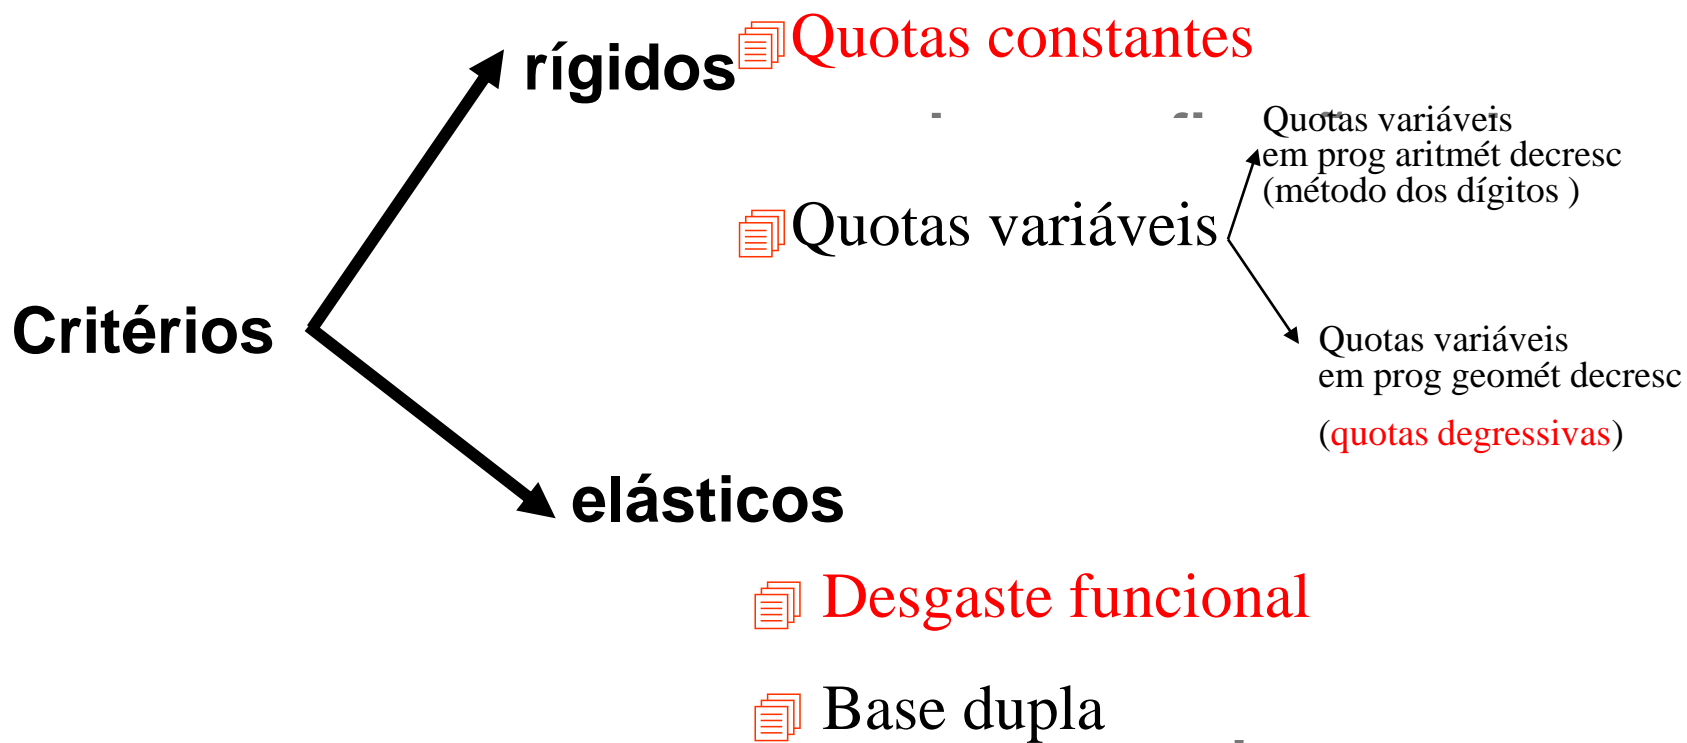 Quotas constantes
rígidos
Quotas variáveis
em prog aritmét decresc
(método dos dígitos )
Quotas variáveis
Critérios
Quotas variáveis
em prog geomét decresc
(quotas degressivas)
elásticos
Desgaste funcional
Base dupla